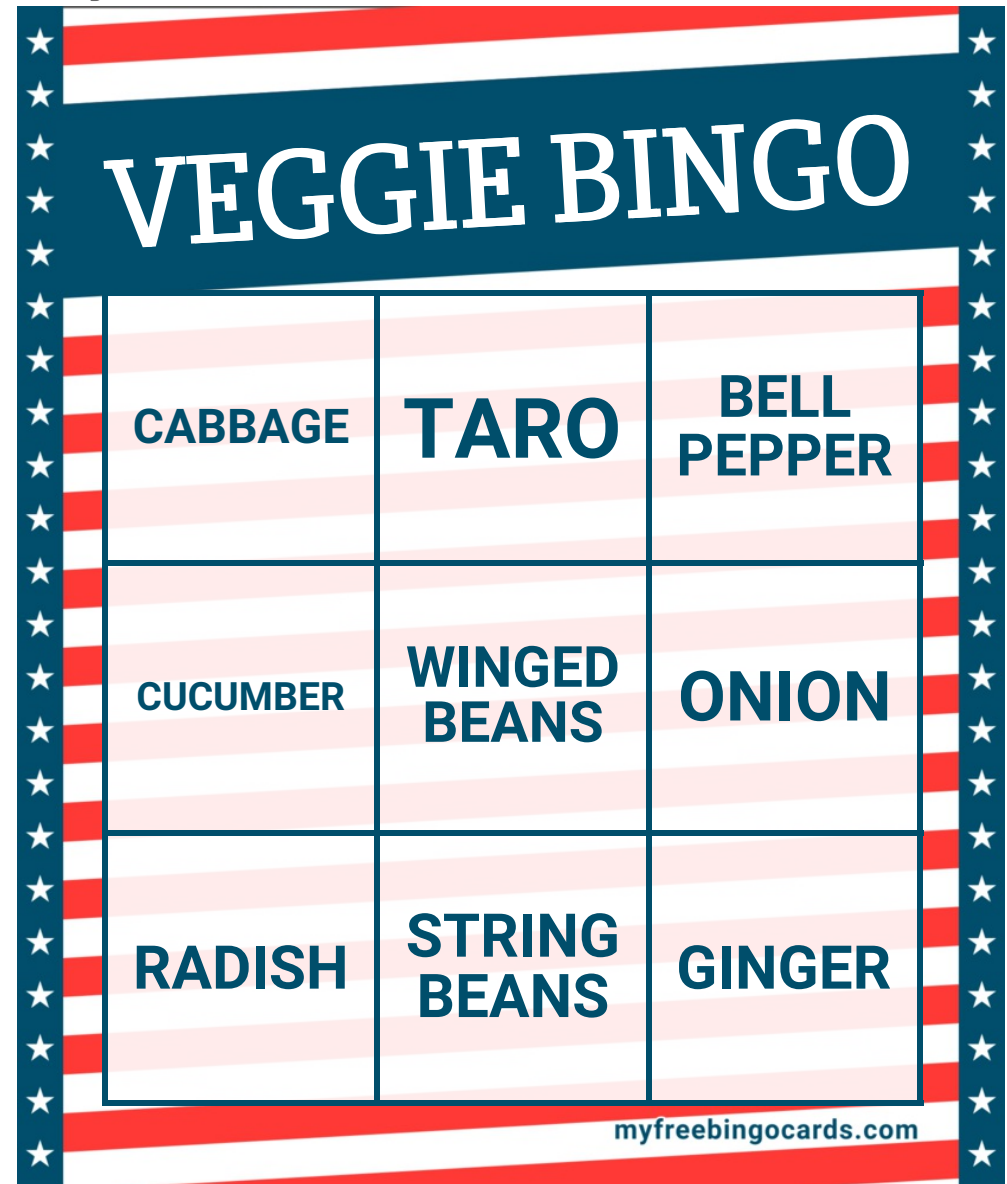 VEGGIE BINGO
CABBAGE
TARO
BELL
PEPPER
CUCUMBER
WINGED
BEANS
ONION
RADISH
STRING
BEANS
GINGER
myfreebingocards.com